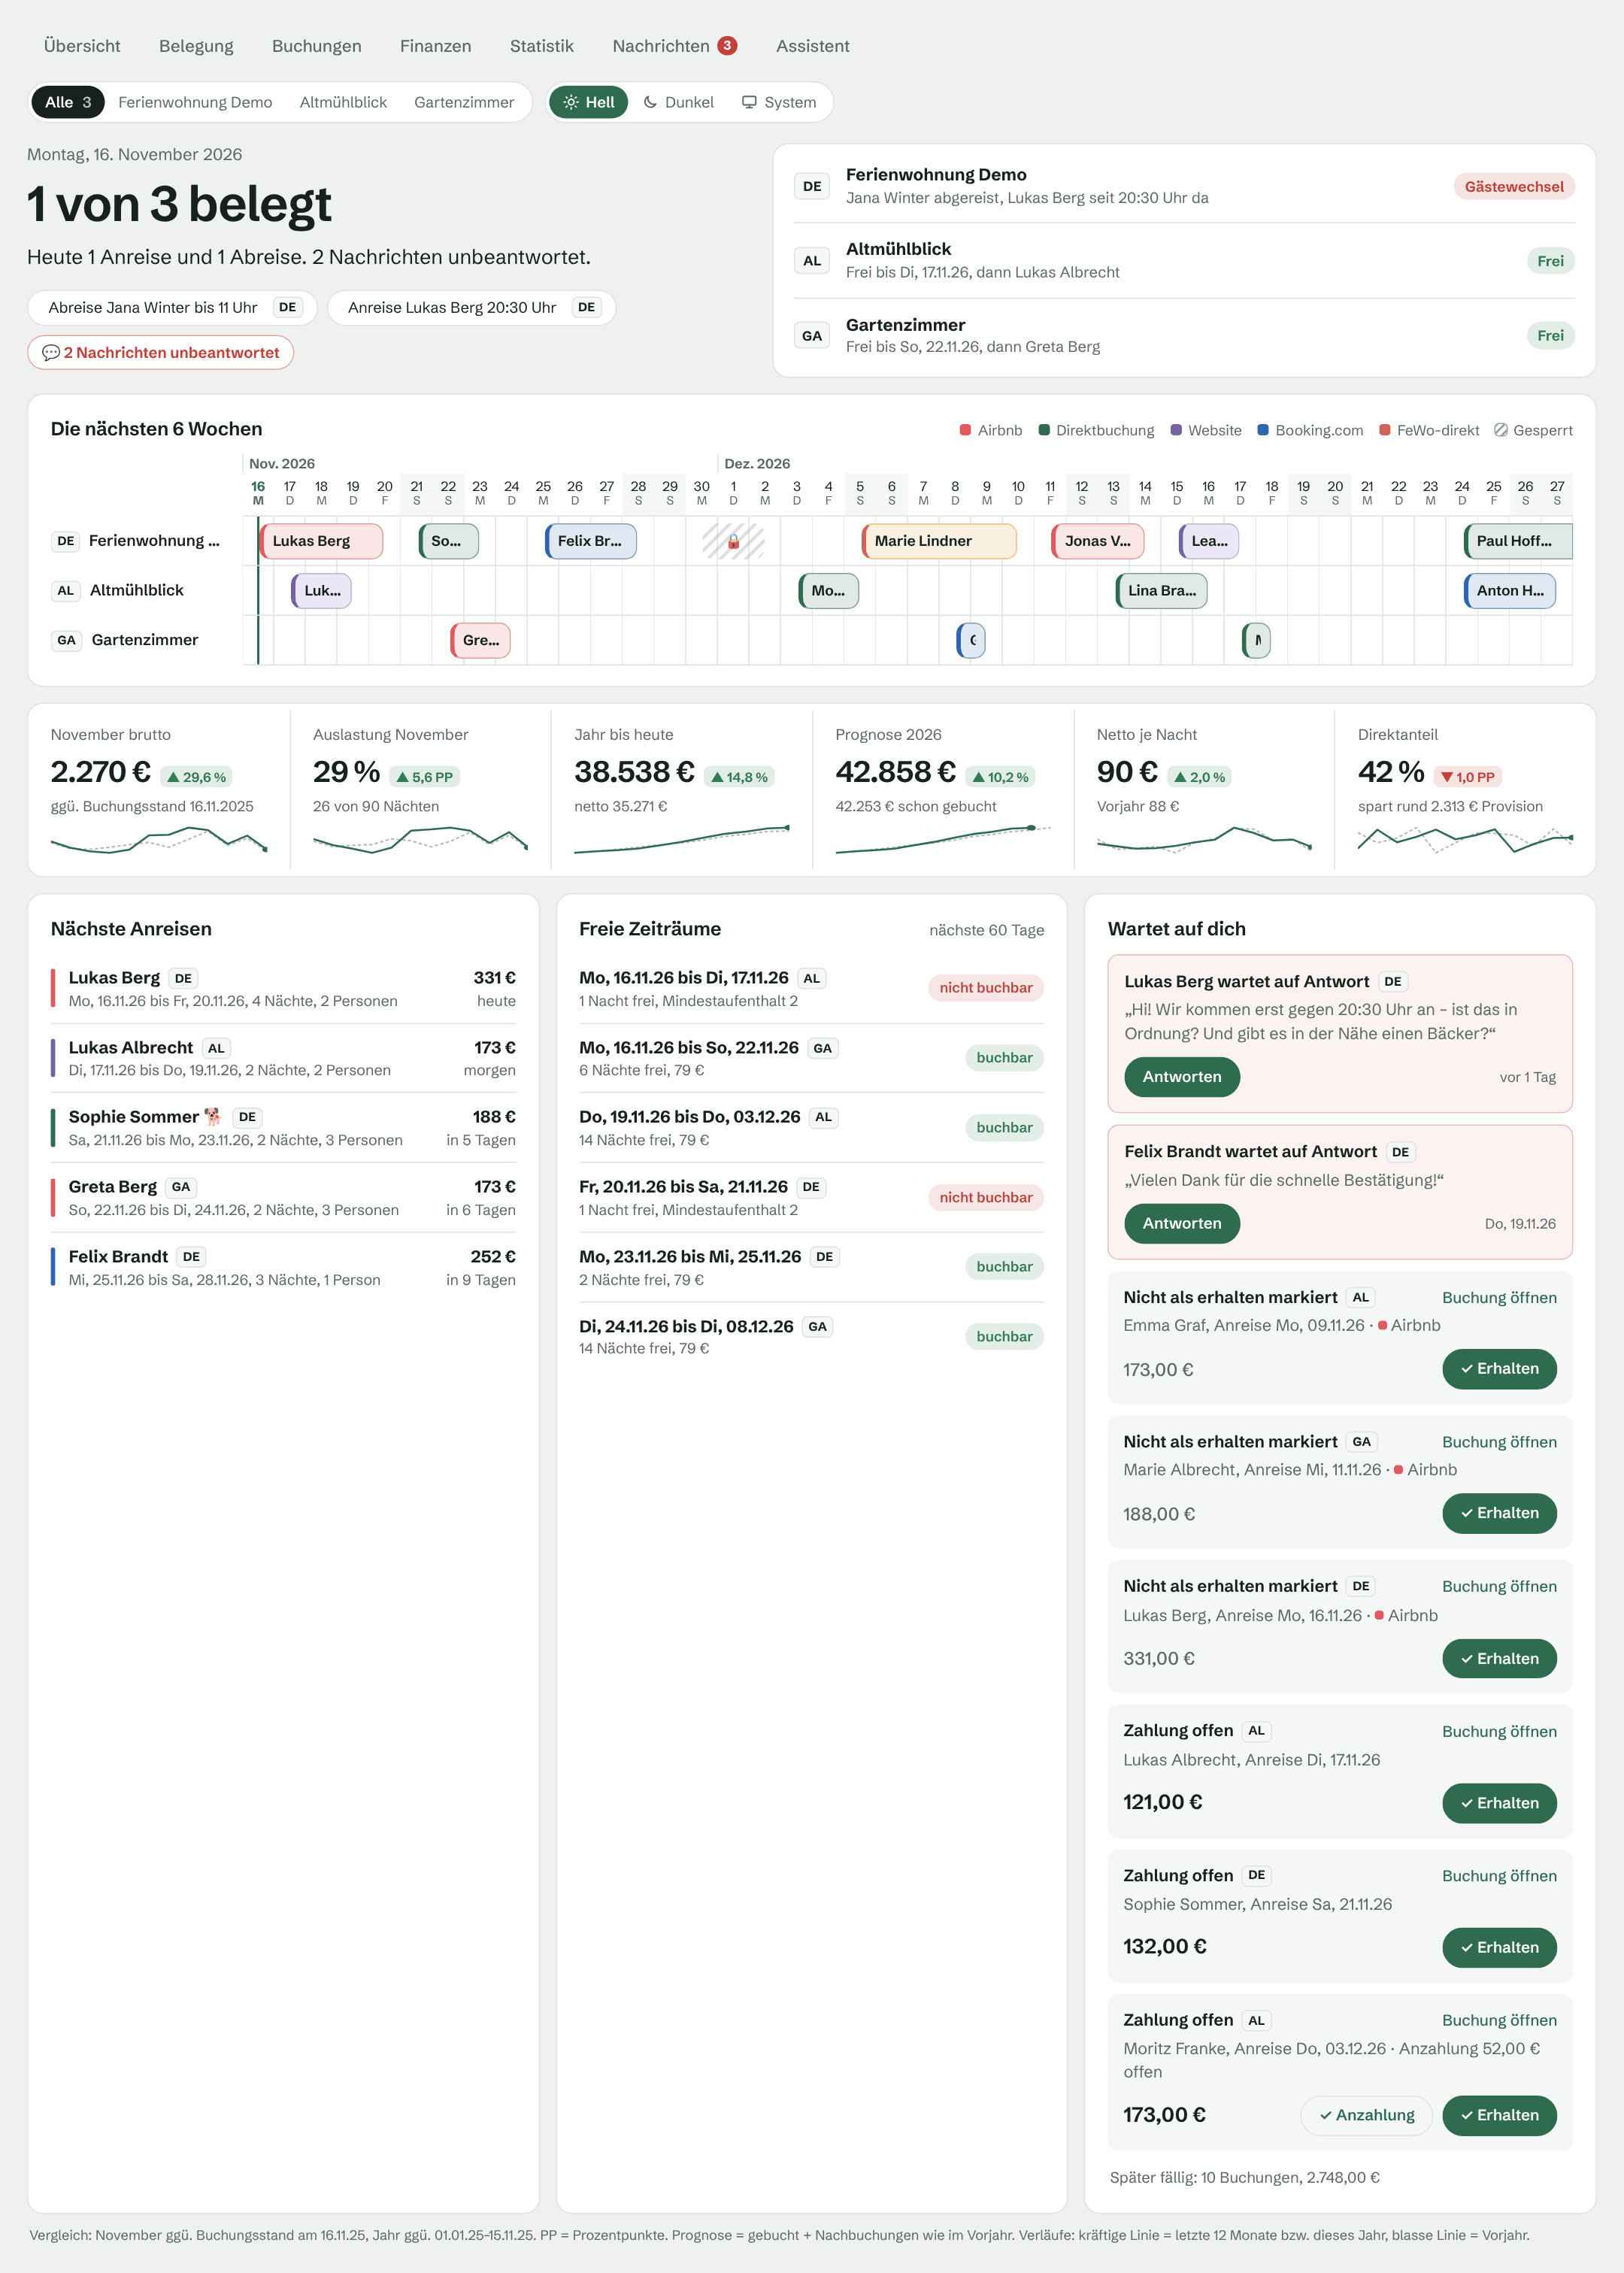 Übersicht Belegung Buchungen Finanzen Statistik Nachrichten 3 Assistent
Alle 3 Ferienwohnung Demo Altmühlblick Gartenzimmer Hell Dunkel System
Montag, 16. November 2026
1 von 3 belegt
Heute 1 Anreise und 1 Abreise. 2 Nachrichten unbeantwortet.
Abreise Jana Winter bis 11 Uhr DE Anreise Lukas Berg 20:30 Uhr DE
2 Nachrichten unbeantwortet
DE Ferienwohnung Demo Gästewechsel
Jana Winter abgereist, Lukas Berg seit 20:30 Uhr da
AL Altmühlblick Frei
Frei bis Di, 17.11.26, dann Lukas Albrecht
GA Gartenzimmer Frei
Frei bis So, 22.11.26, dann Greta Berg
Die nächsten 6 Wochen Airbnb Direktbuchung Website Booking.com FeWo-direkt Gesperrt
Nov. 2026 Dez. 2026
16 17 18 19 20 21 22 23 24 25 26 27 28 29 30 1 2 3 4 5 6 7 8 9 10 11 12 13 14 15 16 17 18 19 20 21 22 23 24 25 26 27
M D M D F S S M D M D F S S M D M D F S S M D M D F S S M D M D F S S M D M D F S S
DE Ferienwohnung ... Lukas Berg So... Felix Br... Marie Lindner Jonas V... Lea... Paul Hoff...
AL Altmühlblick Luk... Mo... Lina Bra... Anton H...
GA Gartenzimmer Gre...
November brutto
2.270 € ▲ 29,6 %
ggü. Buchungsstand 16.11.2025
Auslastung November
29 % ▲ 5,6 PP
26 von 90 Nächten
Jahr bis heute
38.538 € ▲ 14,8 %
netto 35.271 €
Prognose 2026
42.858 € ▲ 10,2 %
42.253 € schon gebucht
Netto je Nacht
90 € ▲ 2,0 %
Vorjahr 88 €
Direktanteil
42 % ▼ 1,0 PP
spart rund 2.313 € Provision
Nächste Anreisen
Lukas Berg DE 331 €
Mo, 16.11.26 bis Fr, 20.11.26, 4 Nächte, 2 Personen heute
Lukas Albrecht AL 173 €
Di, 17.11.26 bis Do, 19.11.26, 2 Nächte, 2 Personen morgen
Sophie Sommer DE 188 €
Sa, 21.11.26 bis Mo, 23.11.26, 2 Nächte, 3 Personen in 5 Tagen
Greta Berg GA 173 €
So, 22.11.26 bis Di, 24.11.26, 2 Nächte, 3 Personen in 6 Tagen
Felix Brandt DE 252 €
Mi, 25.11.26 bis Sa, 28.11.26, 3 Nächte, 1 Person in 9 Tagen
Freie Zeiträume nächste 60 Tage
Mo, 16.11.26 bis Di, 17.11.26 AL nicht buchbar
1 Nacht frei, Mindestaufenthalt 2
Mo, 16.11.26 bis So, 22.11.26 GA buchbar
6 Nächte frei, 79 €
Do, 19.11.26 bis Do, 03.12.26 AL buchbar
14 Nächte frei, 79 €
Fr, 20.11.26 bis Sa, 21.11.26 DE nicht buchbar
1 Nacht frei, Mindestaufenthalt 2
Mo, 23.11.26 bis Mi, 25.11.26 DE buchbar
2 Nächte frei, 79 €
Di, 24.11.26 bis Di, 08.12.26 GA buchbar
14 Nächte frei, 79 €
Wartet auf dich
Lukas Berg wartet auf Antwort DE
„Hi! Wir kommen erst gegen 20:30 Uhr an – ist das in
Ordnung? Und gibt es in der Nähe einen Bäcker?“
Antworten vor 1 Tag
Felix Brandt wartet auf Antwort DE
„Vielen Dank für die schnelle Bestätigung!“
Antworten Do, 19.11.26
Nicht als erhalten markiert AL Buchung öffnen
Emma Graf, Anreise Mo, 09.11.26 · Airbnb
173,00 € ✓ Erhalten
Nicht als erhalten markiert GA Buchung öffnen
Marie Albrecht, Anreise Mi, 11.11.26 · Airbnb
188,00 € ✓ Erhalten
Nicht als erhalten markiert DE Buchung öffnen
Lukas Berg, Anreise Mo, 16.11.26 · Airbnb
331,00 € ✓ Erhalten
Zahlung offen AL Buchung öffnen
Lukas Albrecht, Anreise Di, 17.11.26
121,00 € ✓ Erhalten
Zahlung offen DE Buchung öffnen
Sophie Sommer, Anreise Sa, 21.11.26
132,00 € ✓ Erhalten
Zahlung offen AL Buchung öffnen
Moritz Franke, Anreise Do, 03.12.26 · Anzahlung 52,00 €
offen
173,00 € ✓ Anzahlung ✓ Erhalten
Später fällig: 10 Buchungen, 2.748,00 €
Vergleich: November ggü. Buchungsstand am 16.11.25, Jahr ggü. 01.01.25–15.11.25. PP = Prozentpunkte. Prognose = gebucht + Nachbuchungen wie im Vorjahr. Verläufe: kräftige Linie = letzte 12 Monate bzw. dieses Jahr, blasse Linie = Vorjahr.